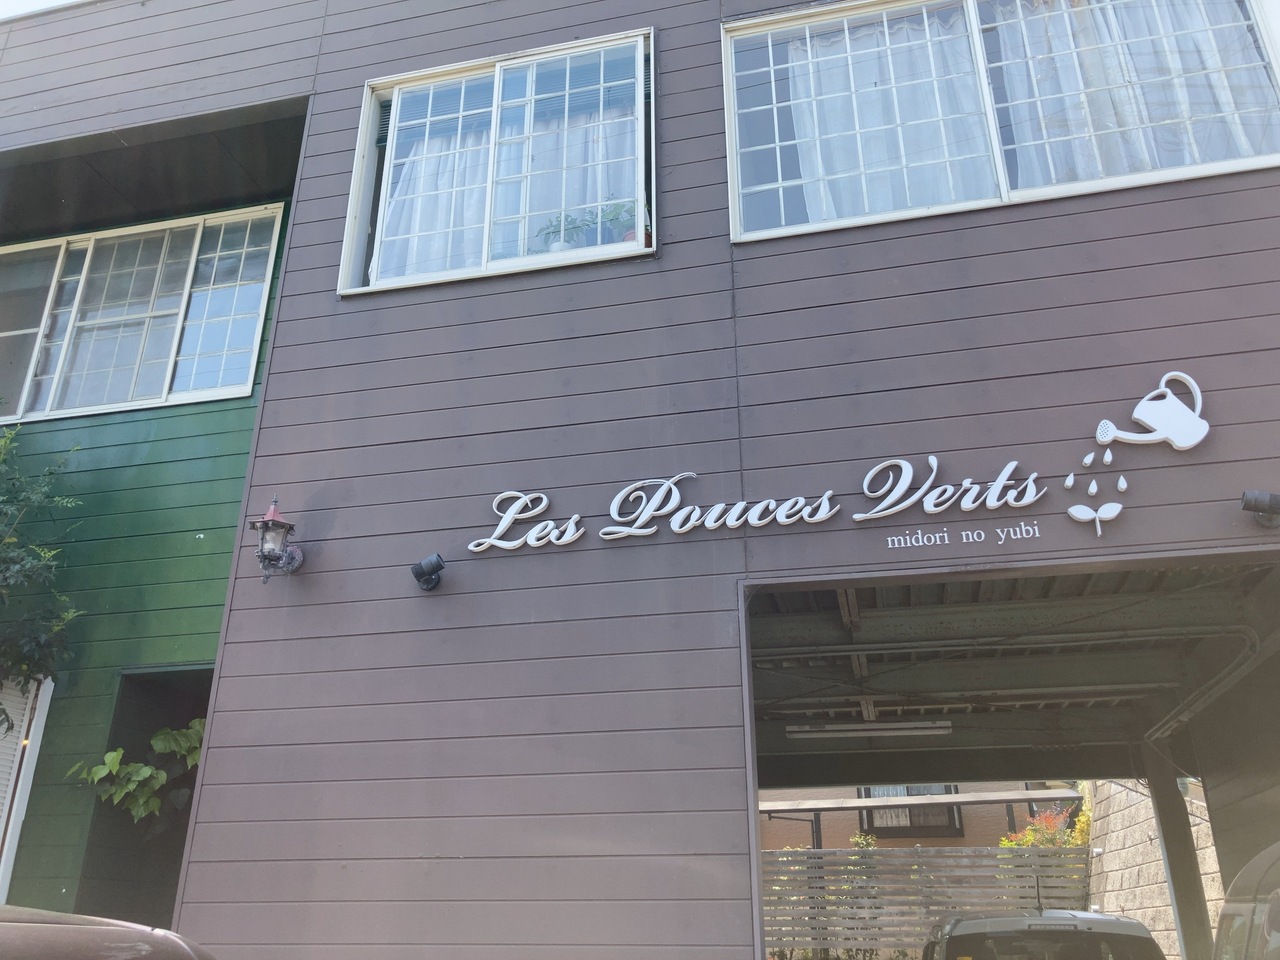 Les Pouces Verts
midori no yubi